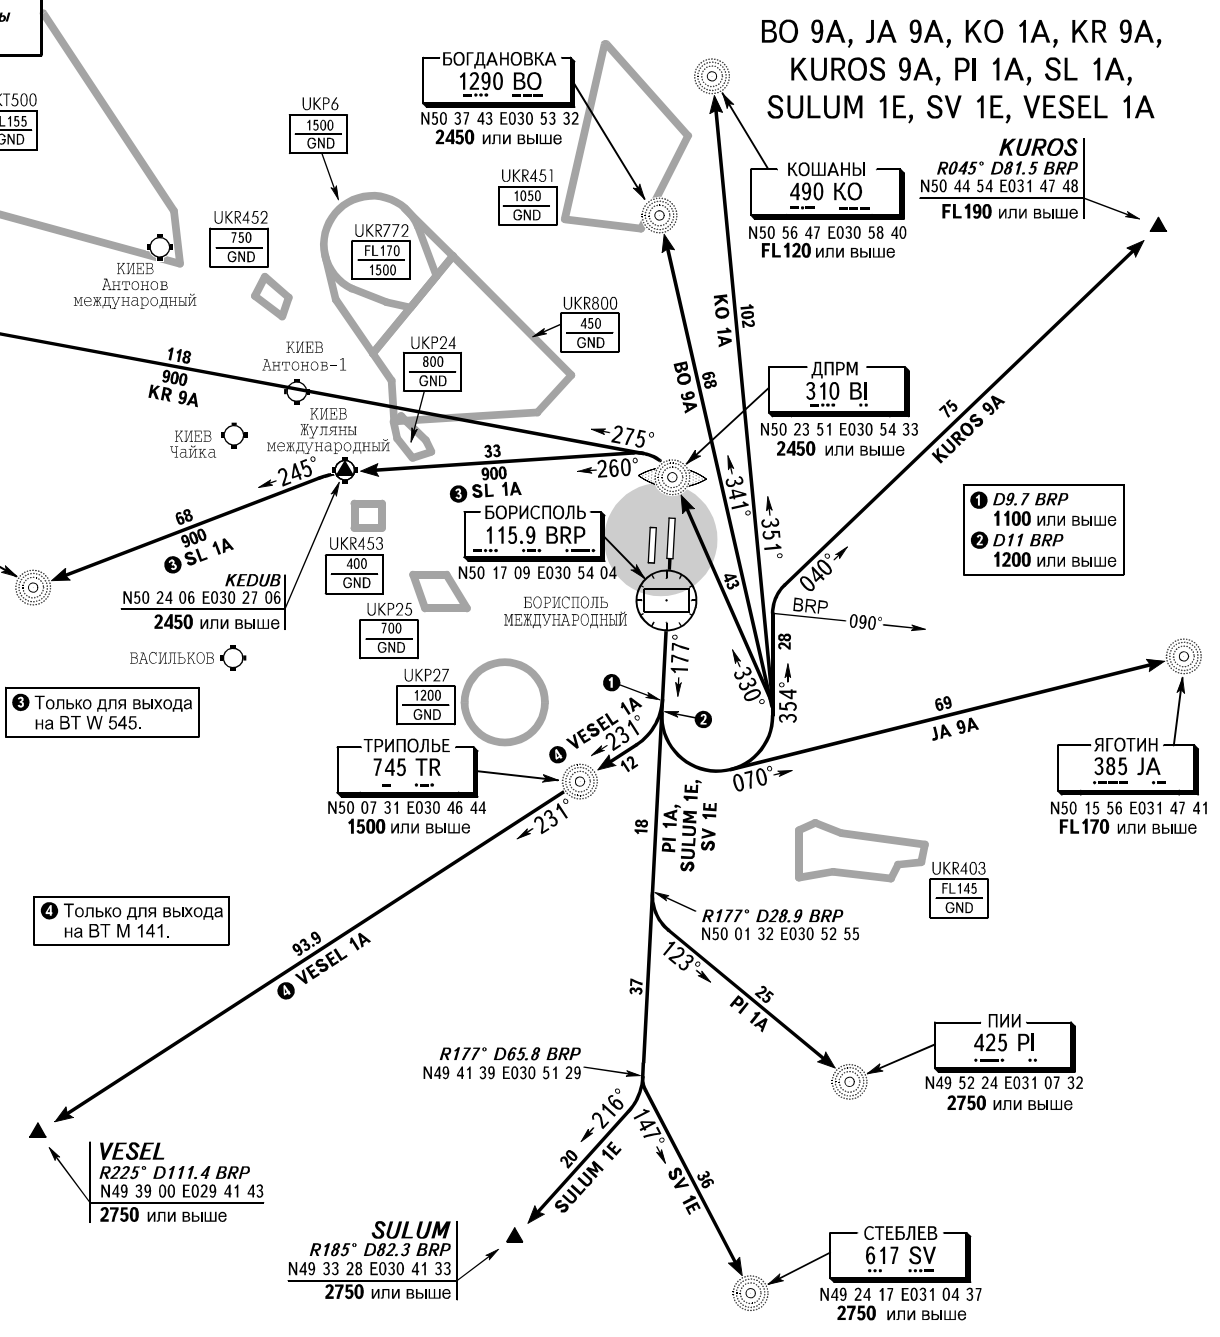 ы
BO 9A, JA 9A, KO 1A, KR 9A,
KUROS 9A, PI 1A, SL 1A,
SULUM 1E, SV 1E, VESEL 1A
БОГДАНОВКА
1290 BO
N50 37 43 E030 53 32
2450 или выше
UKP6
1500
GND
T500
L155
GND
UKR451
1050
GND
КОШАНЫ
490 KO
N50 56 47 E030 58 40
FL120 или выше
KUROS
R045° D81.5 BRP
N50 44 54 E031 47 48
FL190 или выше
UKR452
750
GND
UKR772
FL170
1500
КИЕВ
Антонов
международный
UKR800
450
GND
KO 1A
102
118
900
KR 9A
КИЕВ
Антонов-1
UKP24
800
GND
BO 9A
68
ДПРМ
310 BI
N50 23 51 E030 54 33
2450 или выше
75
KUROS 9A
КИЕВ
Чайка
КИЕВ
Жуляны
международный
275°
33
900
260°
3 SL 1A
245°
68
900
3 SL 1A
341°
351°
1 D9.7 BRP
1100 или выше
2 D11 BRP
1200 или выше
БОРИСПОЛЬ
115.9 BRP
N50 17 09 E030 54 04
UKR453
400
GND
KEDUB
N50 24 06 E030 27 06
2450 или выше
БОРИСПОЛЬ
МЕЖДУНАРОДНЫЙ
43
040°
BRP
090°
UKP25
700
GND
ВАСИЛЬКОВ
28
177°
330°
354°
UKP27
1200
GND
3 Только для выхода
на ВТ W 545.
1
2
4 VESEL 1A
231°
12
69
JA 9A
070°
ТРИПОЛЬЕ
745 TR
N50 07 31 E030 46 44
1500 или выше
231°
ЯГОТИН
385 JA
N50 15 56 E031 47 41
FL170 или выше
18
PI 1A,
SULUM 1E,
SV 1E
UKR403
FL145
GND
4 Только для выхода
на ВТ M 141.
93.9
4 VESEL 1A
R177° D28.9 BRP
N50 01 32 E030 52 55
123°
37
25
PI 1A
ПИИ
425 PI
N49 52 24 E031 07 32
2750 или выше
R177° D65.8 BRP
N49 41 39 E030 51 29
216°
147°
20
SULUM 1E
36
SV 1E
VESEL
R225° D111.4 BRP
N49 39 00 E029 41 43
2750 или выше
SULUM
R185° D82.3 BRP
N49 33 28 E030 41 33
2750 или выше
СТЕБЛЕВ
617 SV
N49 24 17 E031 04 37
2750 или выше